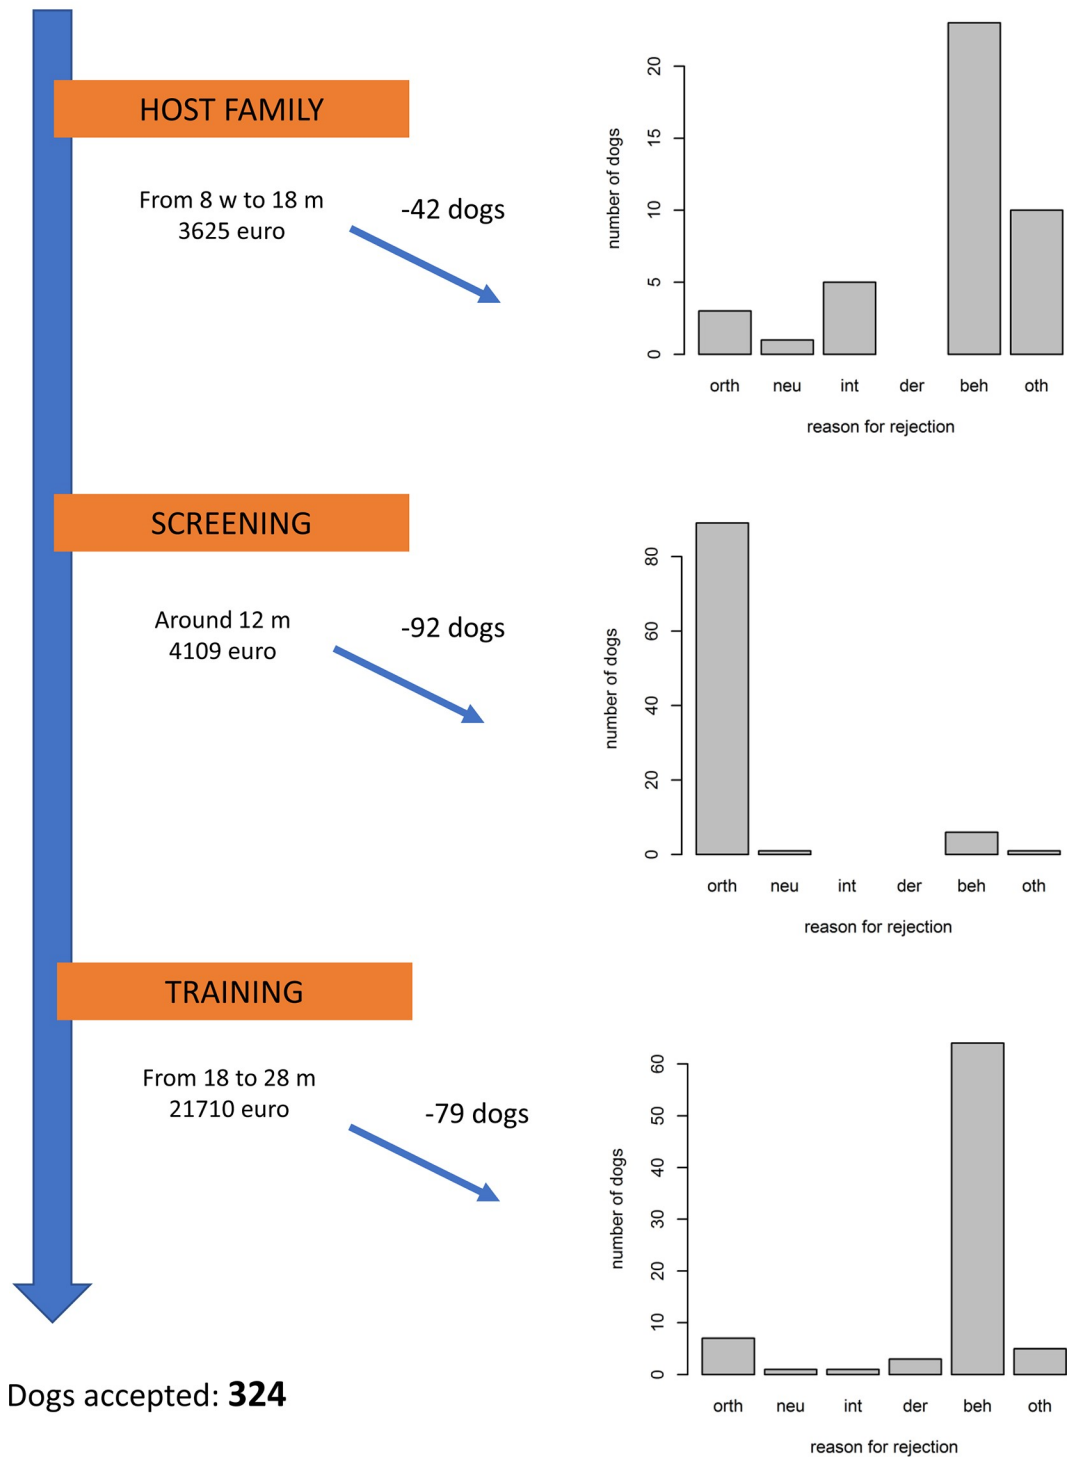 HOST FAMILY
From 8 w to 18 m
3625 euro
-42 dogs
number of dogs
0
5
10
15
20
orth neu int der beh oth
reason for rejection
SCREENING
Around 12 m
4109 euro
-92 dogs
number of dogs
0
20
40
60
80
orth neu int der beh oth
reason for rejection
TRAINING
From 18 to 28 m
21710 euro
-79 dogs
number of dogs
0
10
20
30
40
50
60
orth neu int der beh oth
reason for rejection
Dogs accepted: 324